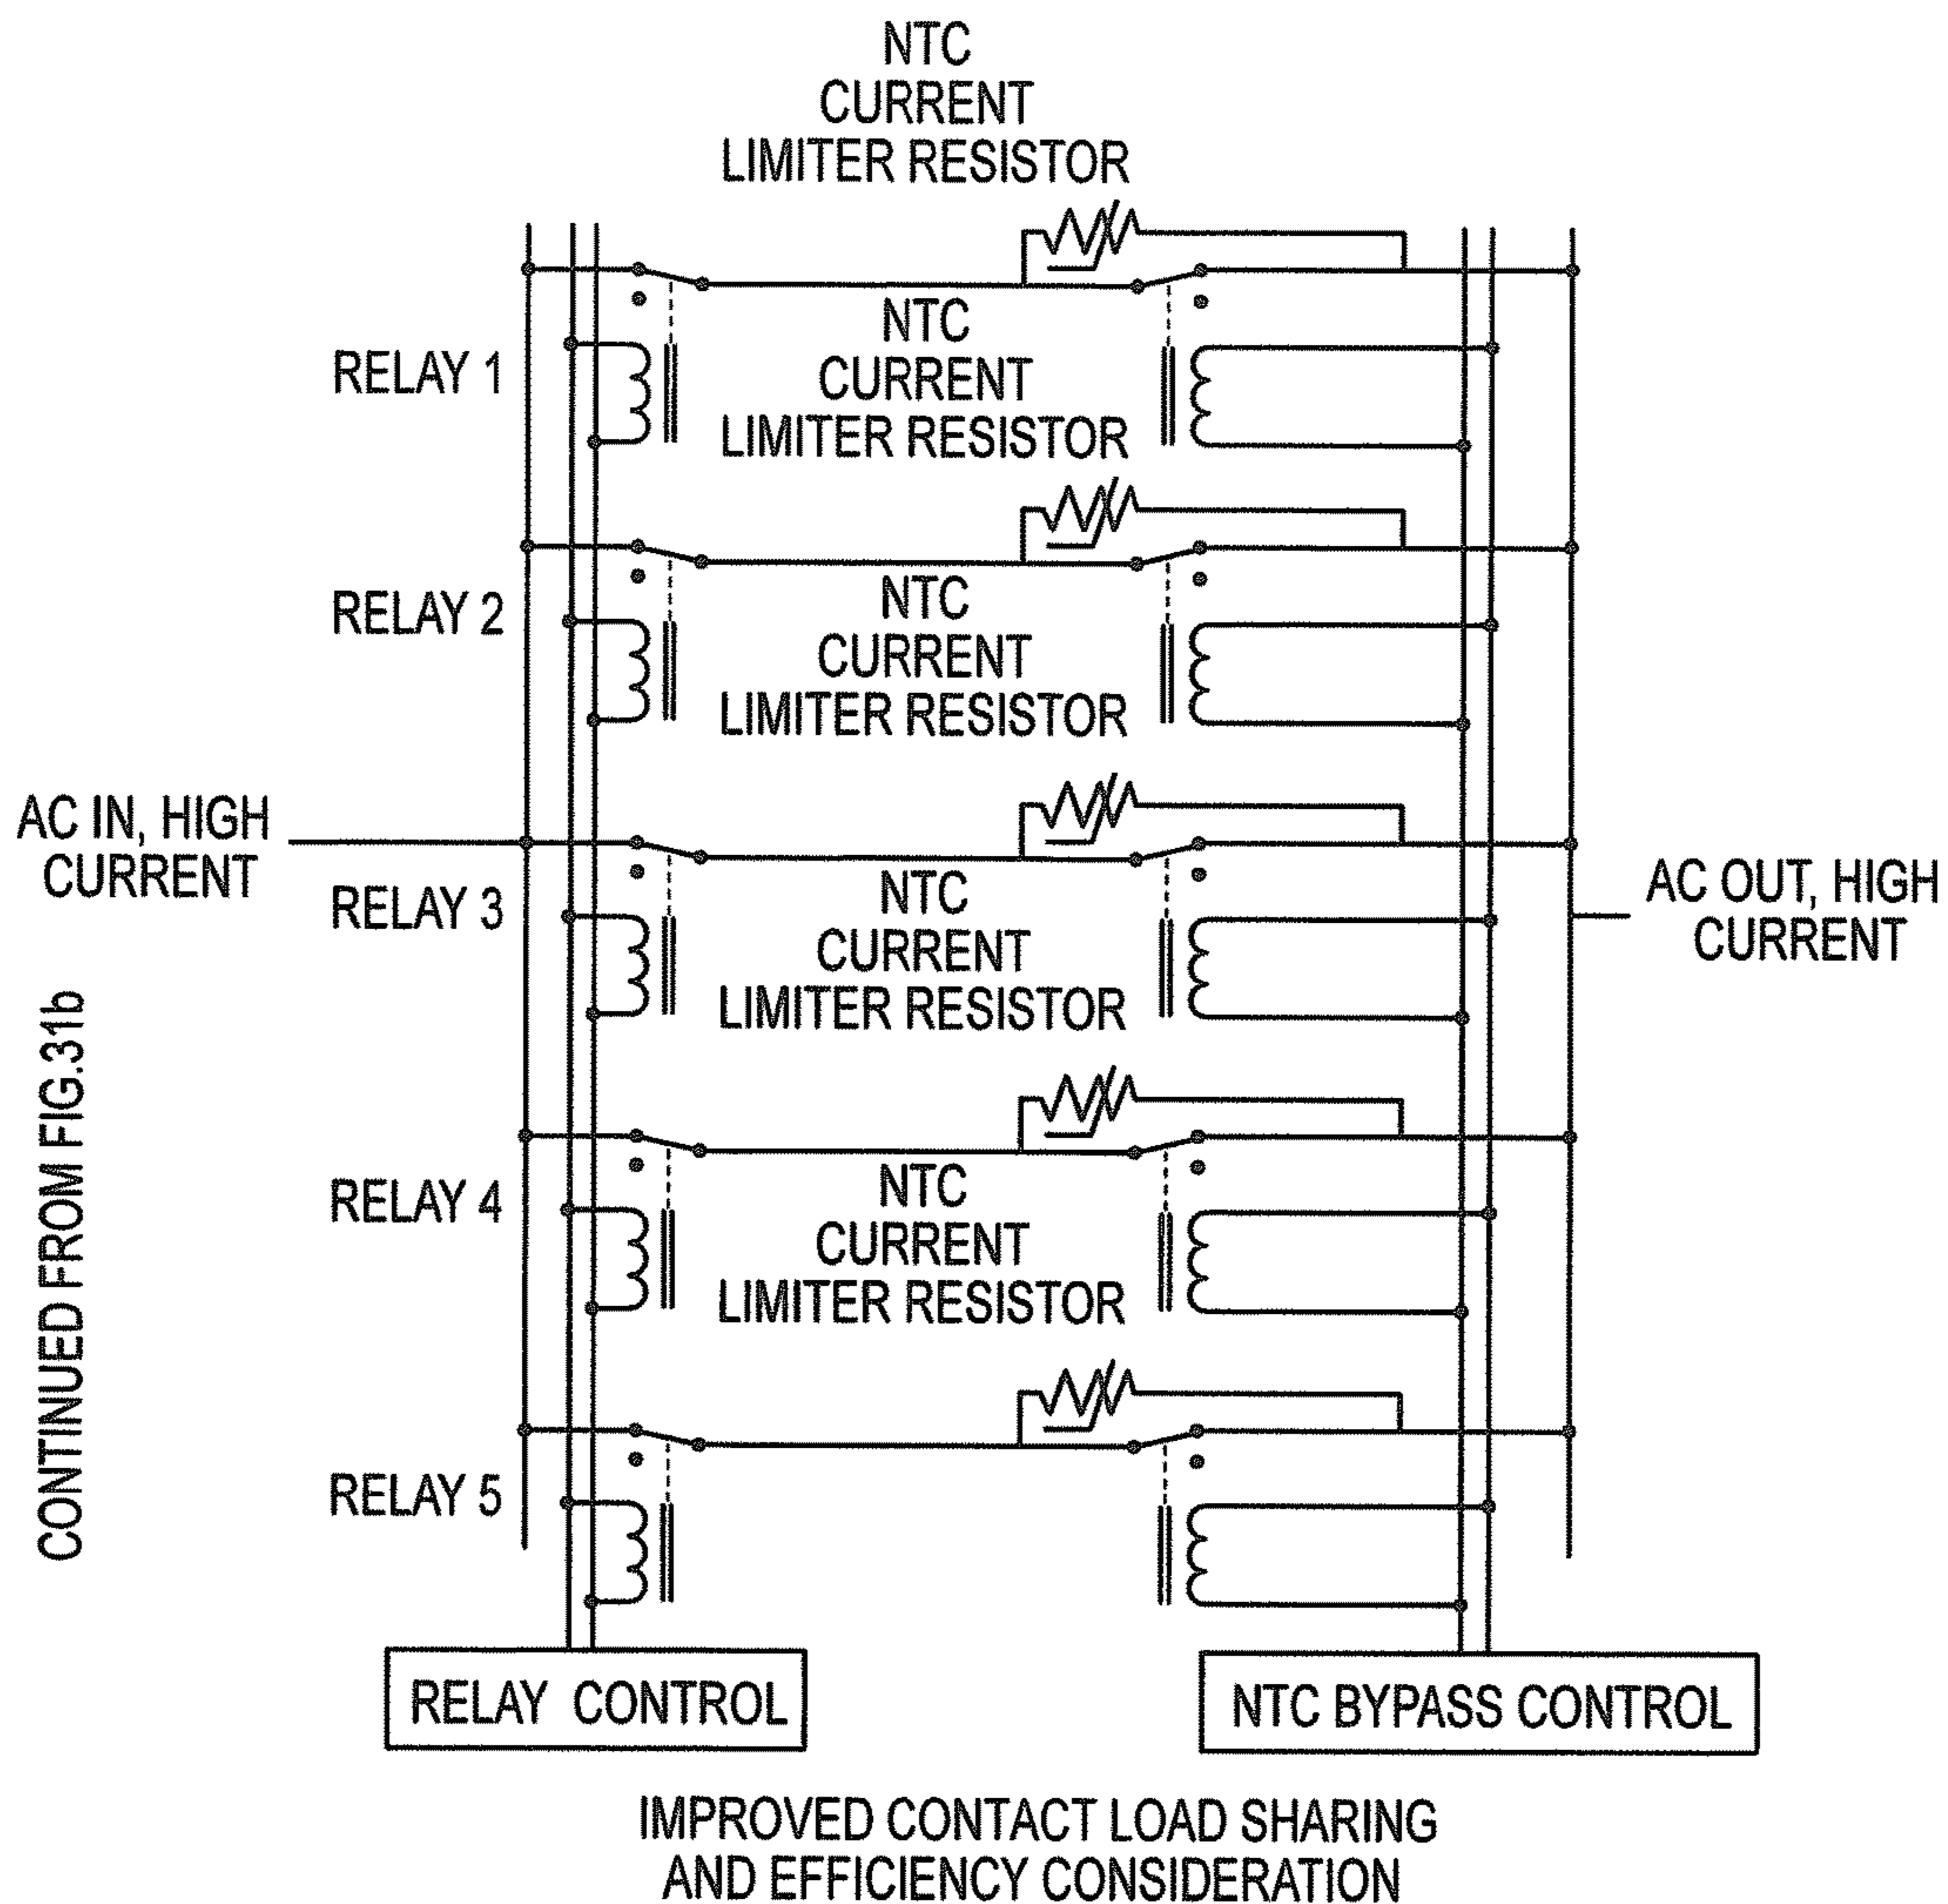 NTC
CURRENT
LIMITER RESISTOR
NTC
CURRENT
LIMITER RESISTOR
RELAY 1
NTC
CURRENT
LIMITER RESISTOR
RELAY 2
AC IN, HIGH
CURRENT
NTC
CURRENT
LIMITER RESISTOR
RELAY 3
AC OUT, HIGH
CURRENT
CONTINUED FROM FIG.31b
NTC
CURRENT
LIMITER RESISTOR
RELAY 4
RELAY 5
RELAY CONTROL
NTC BYPASS CONTROL
IMPROVED CONTACT LOAD SHARING
AND EFFICIENCY CONSIDERATION